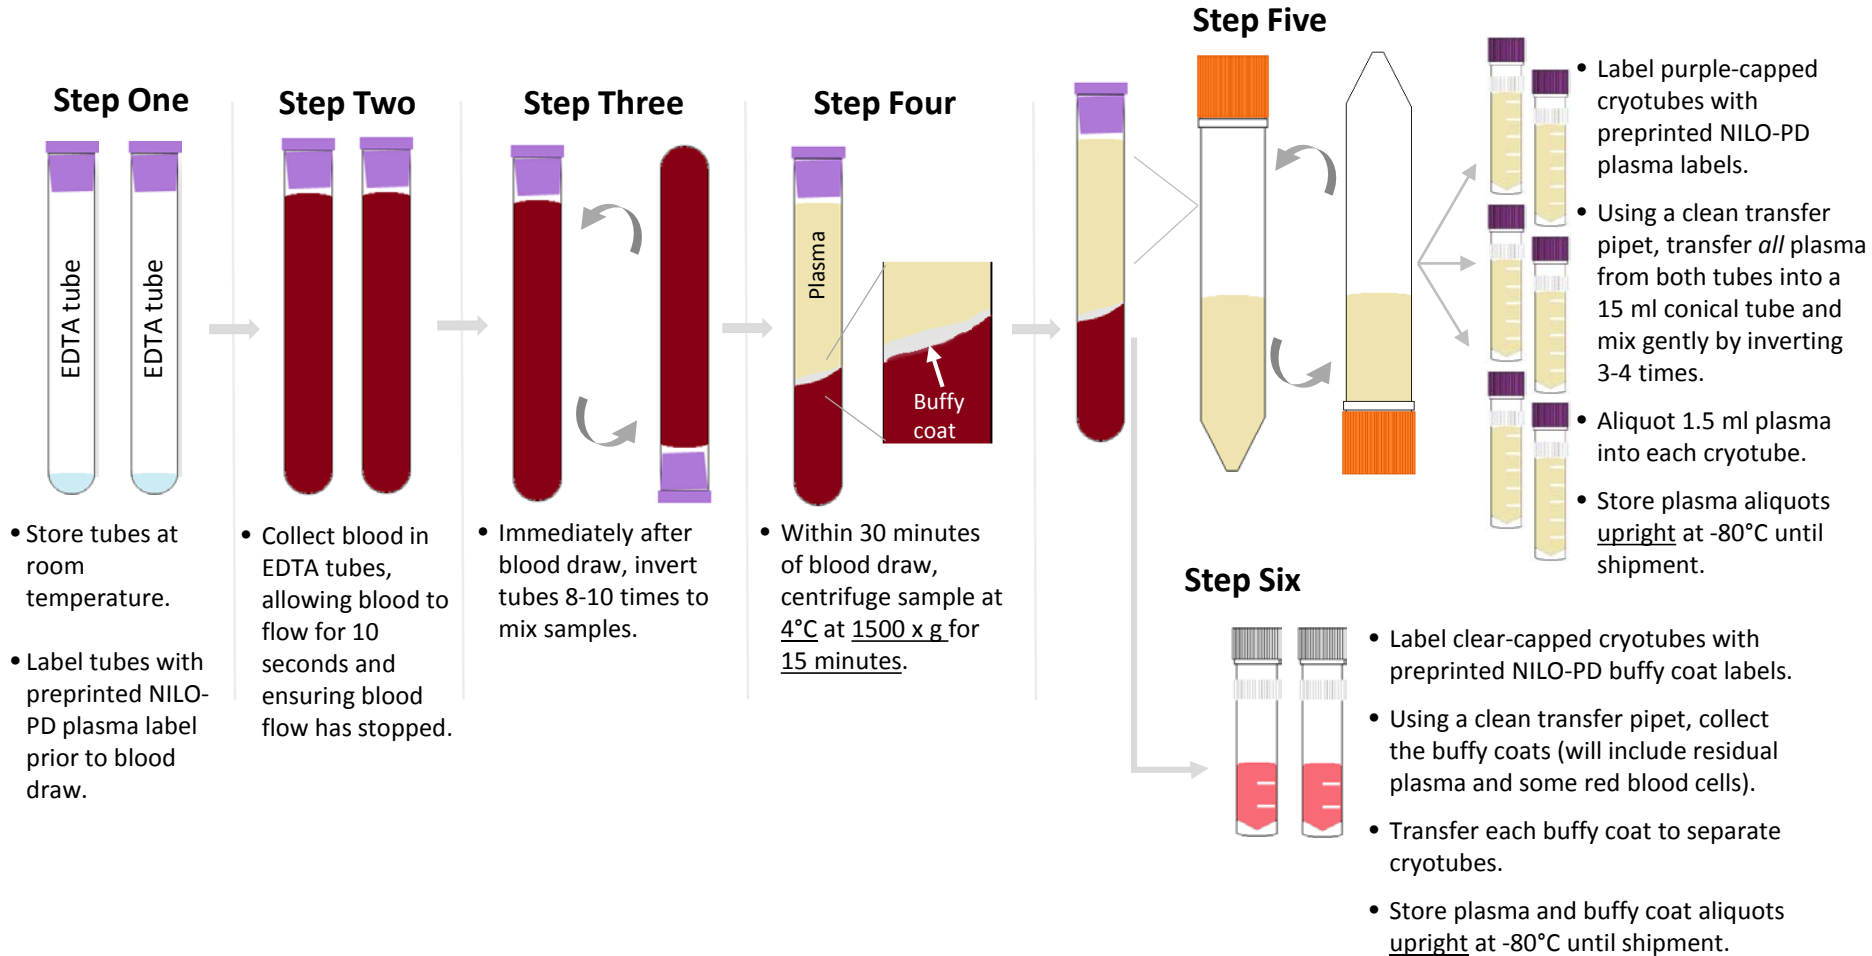 Step One
EDTA tube
EDTA tube
• Store tubes at
room
temperature.
• Label tubes with
preprinted NILO-
PD plasma label
prior to blood
draw.
Step Two
• Collect blood in
EDTA tubes,
allowing blood to
flow for 10
seconds and
ensuring blood
flow has stopped.
Step Three
• Immediately after
blood draw, invert
tubes 8-10 times to
mix samples.
Step Four
Plasma
Buffy
coat
• Within 30 minutes
of blood draw,
centrifuge sample at
4°C at 1500 x g for
15 minutes.
Step Five
• Label purple-capped
cryotubes with
preprinted NILO-PD
plasma labels.
• Using a clean transfer
pipet, transfer all plasma
from both tubes into a
15 ml conical tube and
mix gently by inverting
3-4 times.
• Aliquot 1.5 ml plasma
into each cryotube.
• Store plasma aliquots
upright at -80°C until
shipment.
Step Six
• Label clear-capped cryotubes with
preprinted NILO-PD buffy coat labels.
• Using a clean transfer pipet, collect
the buffy coats (will include residual
plasma and some red blood cells).
• Transfer each buffy coat to separate
cryotubes.
• Store plasma and buffy coat aliquots
upright at -80°C until shipment.